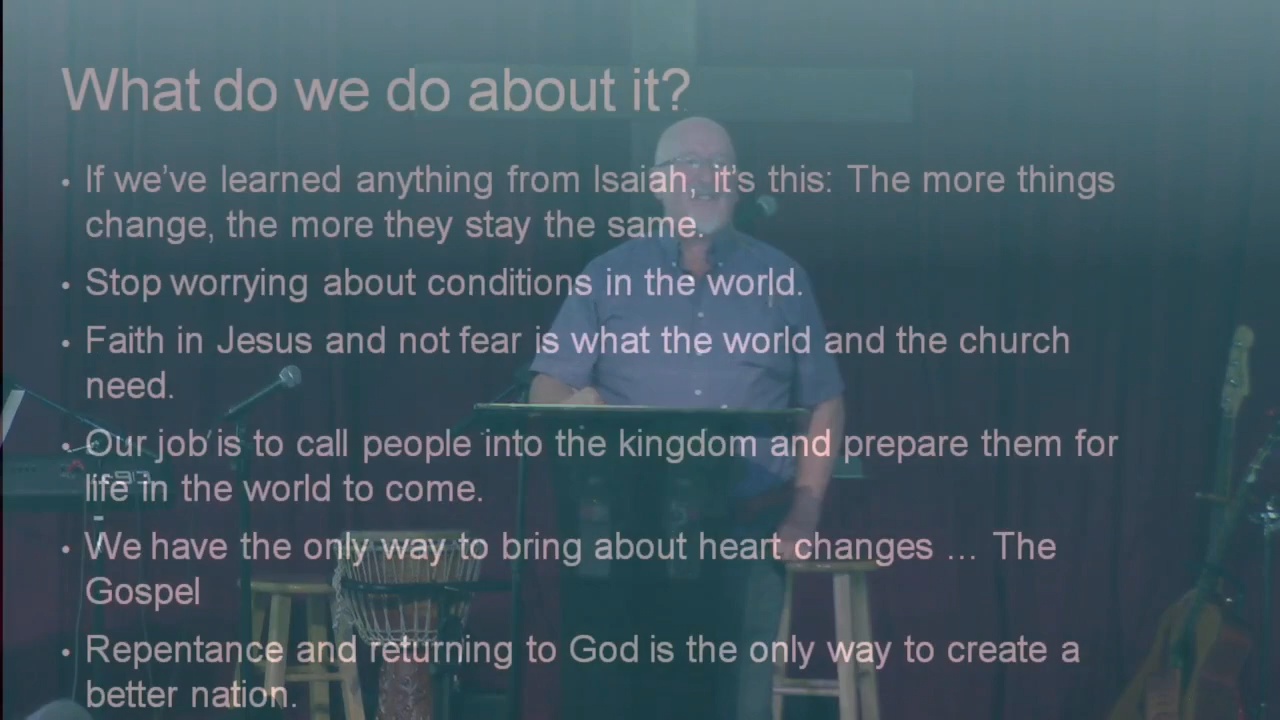 What do we do about it?
• If we've learned anything from Isaiah, it's this: The more things
change, the more they stay the same.
• Stop worrying about conditions in the world.
• Faith in Jesus and not fear is what the world and the church
need.
• Our job is to call people into the kingdom and prepare them for
life in the world to come.
• We have the only way to bring about heart changes … The
Gospel
• Repentance and returning to God is the only way to create a
better nation.